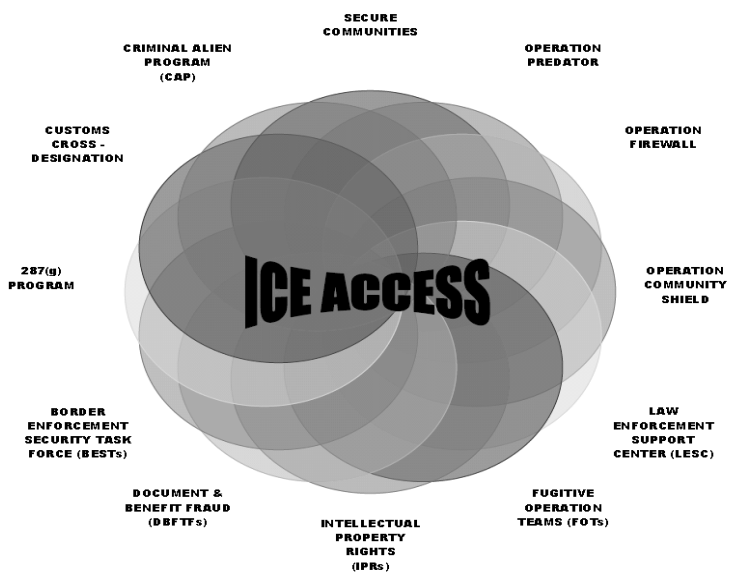 SECURE
COMMUNITIES
OPERATION
PREDATOR
OPERATION
FIREWALL
OPERATION
COMMUNITY
SHIELD
LAW
ENFORCEMENT
SUPPORT
CENTER (LESC)
FUGITIVE
OPERATION
TEAMS (FOTs)
INTELLECTUAL
PROPERTY
RIGHTS
(IPRs)
DOCUMENT &
BENEFIT FRAUD
(DBFTFs)
BORDER
ENFORCEMENT
SECURITY TASK
FORCE (BESTs)
287(g)
PROGRAM
CUSTOMS
CROSS -
DESIGNATION
CRIMINAL ALIEN
PROGRAM
(CAP)
ICE ACCESS